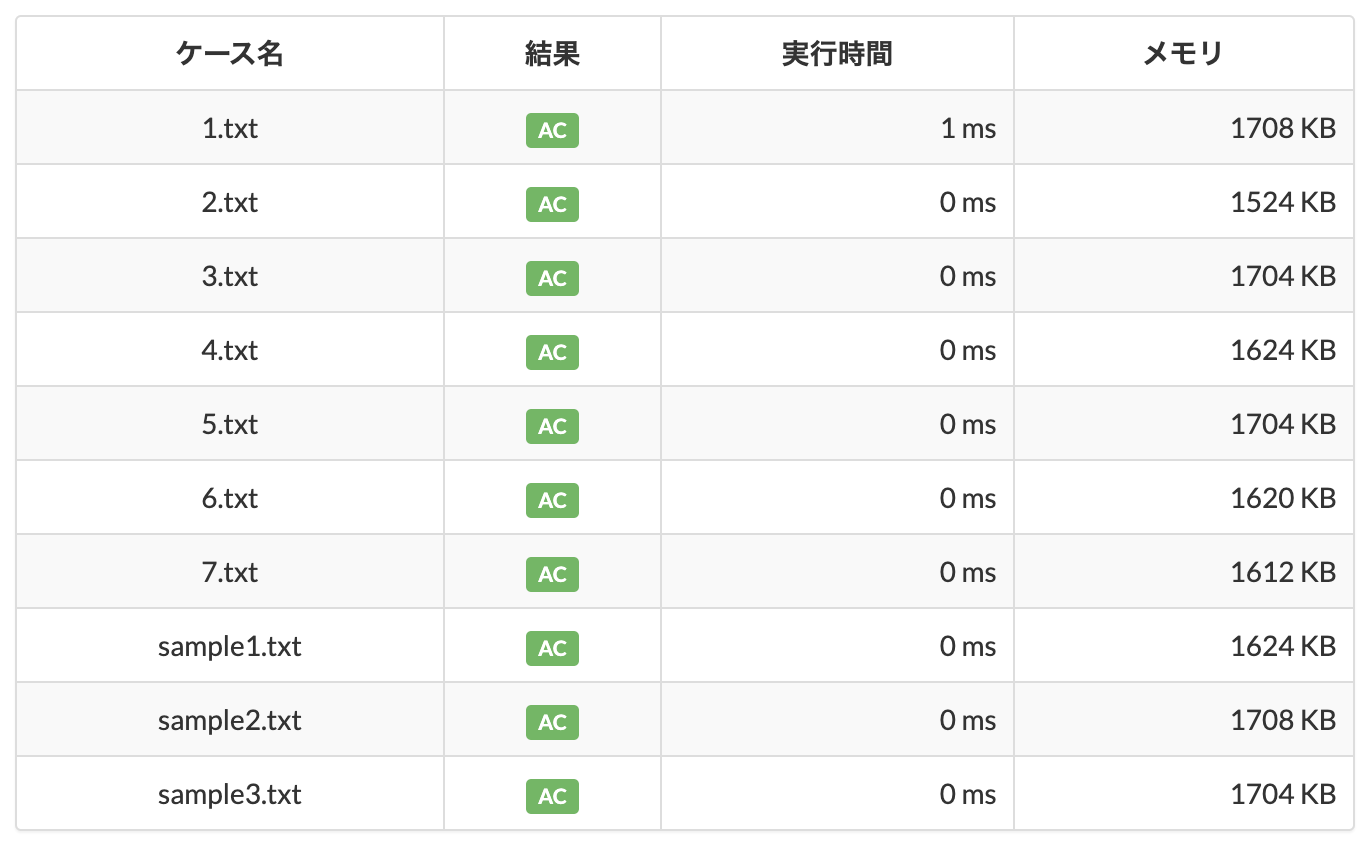 ケース名 結果 実行時間 メモリ
1.txt AC 1 ms 1708 KB
2.txt AC 0 ms 1524 KB
3.txt AC 0 ms 1704 KB
4.txt AC 0 ms 1624 KB
5.txt AC 0 ms 1704 KB
6.txt AC 0 ms 1620 KB
7.txt AC 0 ms 1612 KB
sample1.txt AC 0 ms 1624 KB
sample2.txt AC 0 ms 1708 KB
sample3.txt AC 0 ms 1704 KB